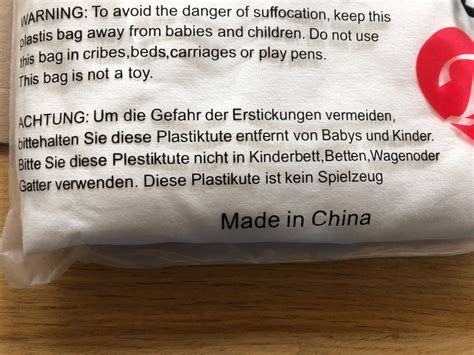 WARNING: To avoid the danger of suffocation, keep this
plastis bag away from babies and children. Do not use
this bag in cribes,beds,carriages or play pens.
This bag is not a toy.
ACHTUNG: Um die Gefahr der Erstickungen vermeiden,
bittehalten Sie diese Plastiktute entfernt von Babys und Kinder.
Bitte Sie diese Plestiktute nicht in Kinderbett,Betten,Wagenoder
Gatter verwenden. Diese Plastikute ist kein Spielzeug
Made in China